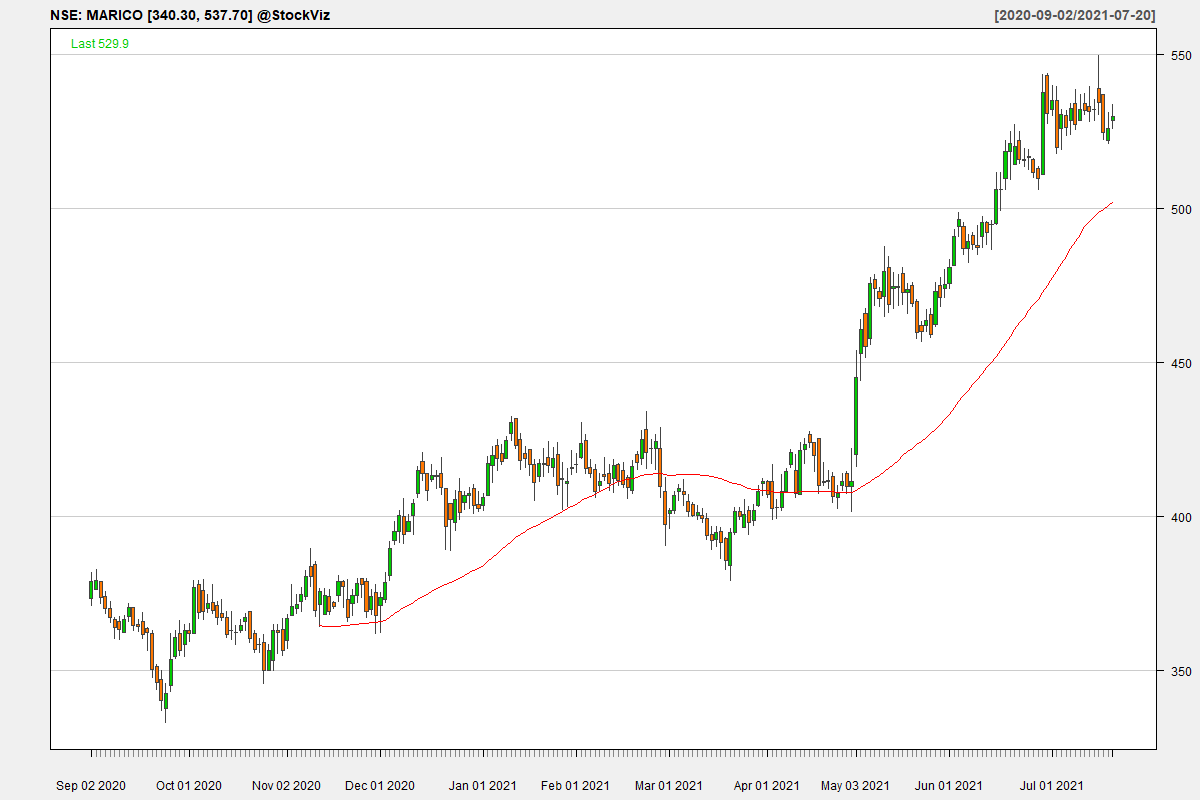 NSE: MARICO [340.30, 537.70] @StockViz [2020-09-02/2021-07-20]
Last 529.9
550
500
450
400
350
Sep 02 2020 Oct 01 2020 Nov 02 2020 Dec 01 2020 Jan 01 2021 Feb 01 2021 Mar 01 2021 Apr 01 2021 May 03 2021 Jun 01 2021 Jul 01 2021